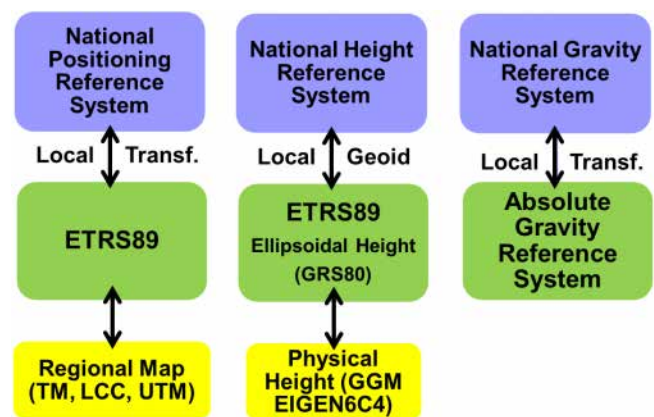 National
Positioning
Reference
System
National Height
Reference
System
National Gravity
Reference
System
Local Transf.
Local Geoid
Local Transf.
ETRS89
ETRS89
Ellipsoidal Height
(GRS80)
Absolute
Gravity
Reference
System
Regional Map
(TM, LCC, UTM)
Physical
Height (GGM
EIGEN6C4)